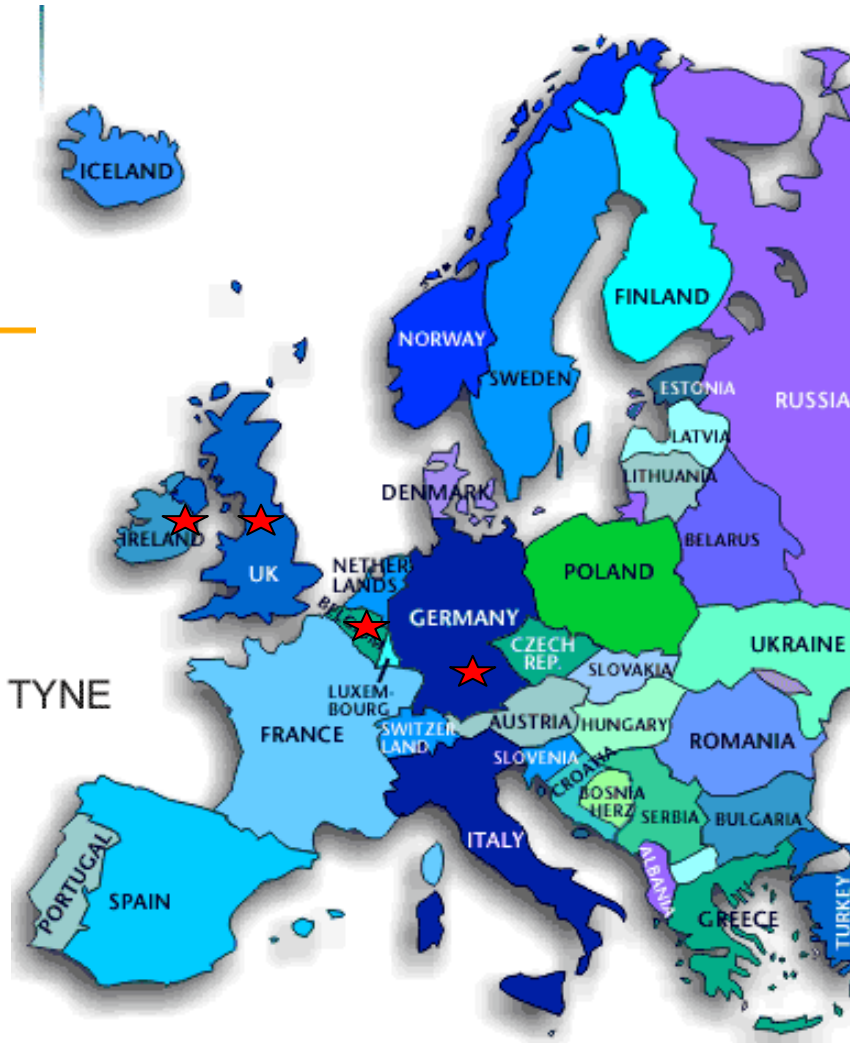 ICELAND
FINLAND
NORWAY
SWEDEN
ESTONIA
RUSSIA
LATVIA
LITHUANIA
DENMARK
IRELAND
BELARUS
NETHER
LANDS
UK
POLAND
BELGIUM
GERMANY
CZECH
REP.
UKRAINE
SLOVAKIA
TYNE
LUXEM-
BOURG
FRANCE
SWITZER
LAND
AUSTRIA
HUNGARY
ROMANIA
SLOVENIA
CROATIA
BOSNIA
HERZ
SERBIA
BULGARIA
ITALY
ALBANIA
PORTUGAL
SPAIN
GREECE
TURKEY